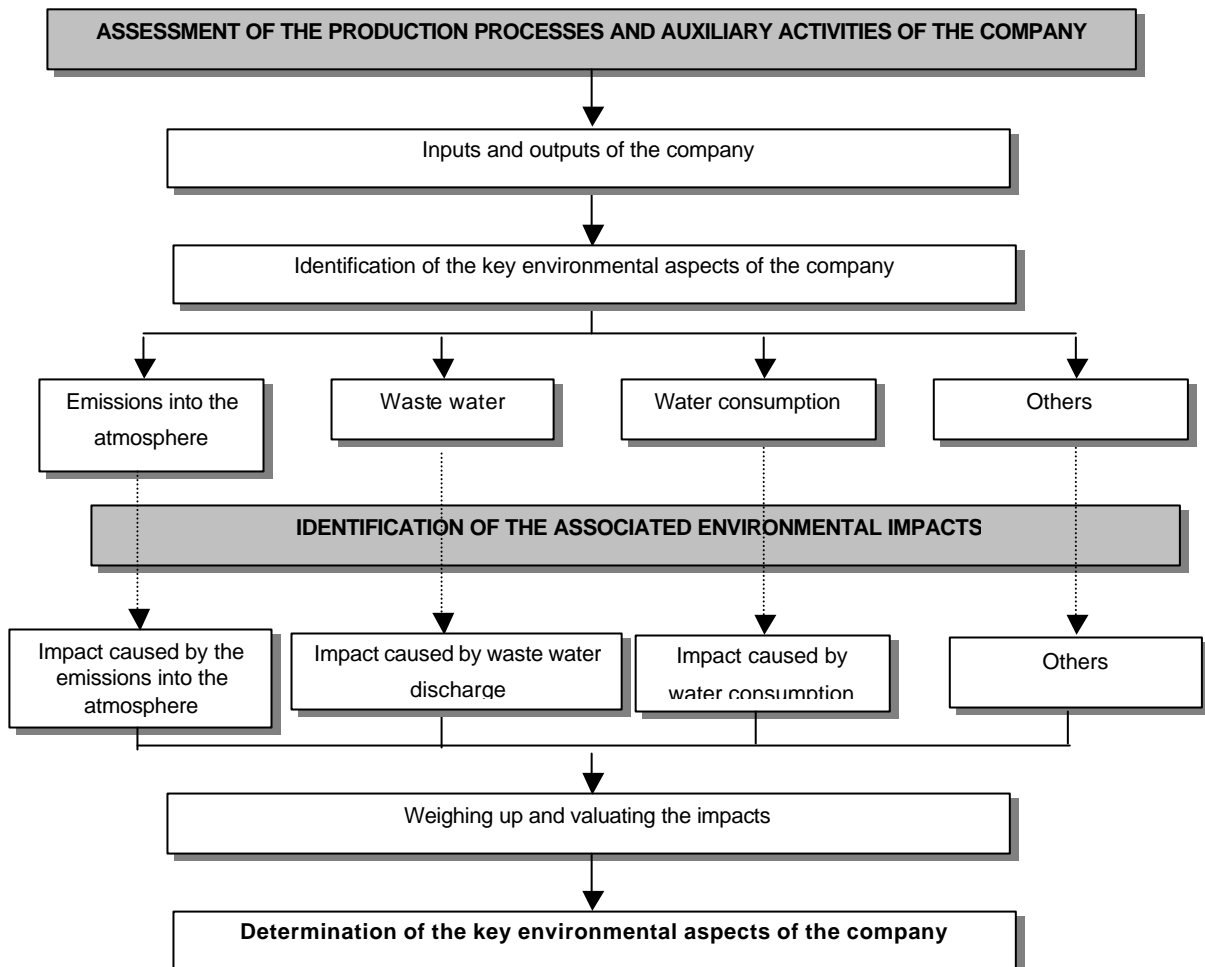 ASSESSMENT OF THE PRODUCTION PROCESSES AND AUXILIARY ACTIVITIES OF THE COMPANY
Inputs and outputs of the company
Identification of the key environmental aspects of the company
Emissions into the
atmosphere
Waste water
Water consumption
Others
IDENTIFICATION OF THE ASSOCIATED ENVIRONMENTAL IMPACTS
Impact caused by the
emissions into the
atmosphere
Impact caused by waste water
discharge
Impact caused by
water consumption
Others
Weighing up and valuating the impacts
Determination of the key environmental aspects of the company